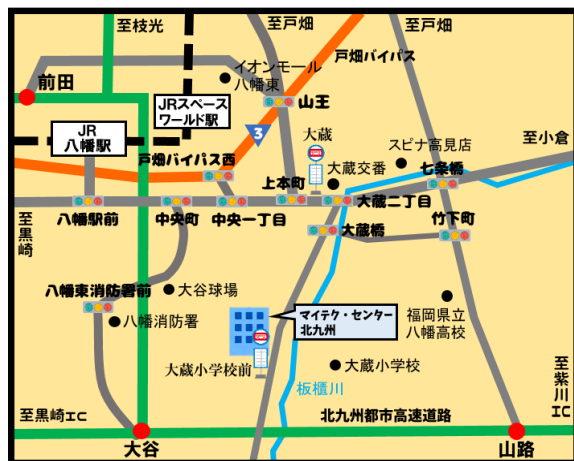 至枝光
至戸畑
至戸畑
戸畑バイパス
イオンモール
八幡東
前田
JRスペース
ワールド駅
山王
JR
八幡駅
3
大蔵
至小倉
スピナ高見店
戸畑バイパス西
大蔵交番
七条橋
上本町
至黒崎
八幡駅前
中央町
中央一丁目
大蔵二丁目
竹下町
大蔵橋
八幡東消防署前
大谷球場
八幡消防署
マイテク・センター
北九州
福岡県立
八幡高校
大蔵小学校前
大蔵小学校
板櫃川
至紫川IC
至黒崎IC
北九州都市高速道路
大谷
山路